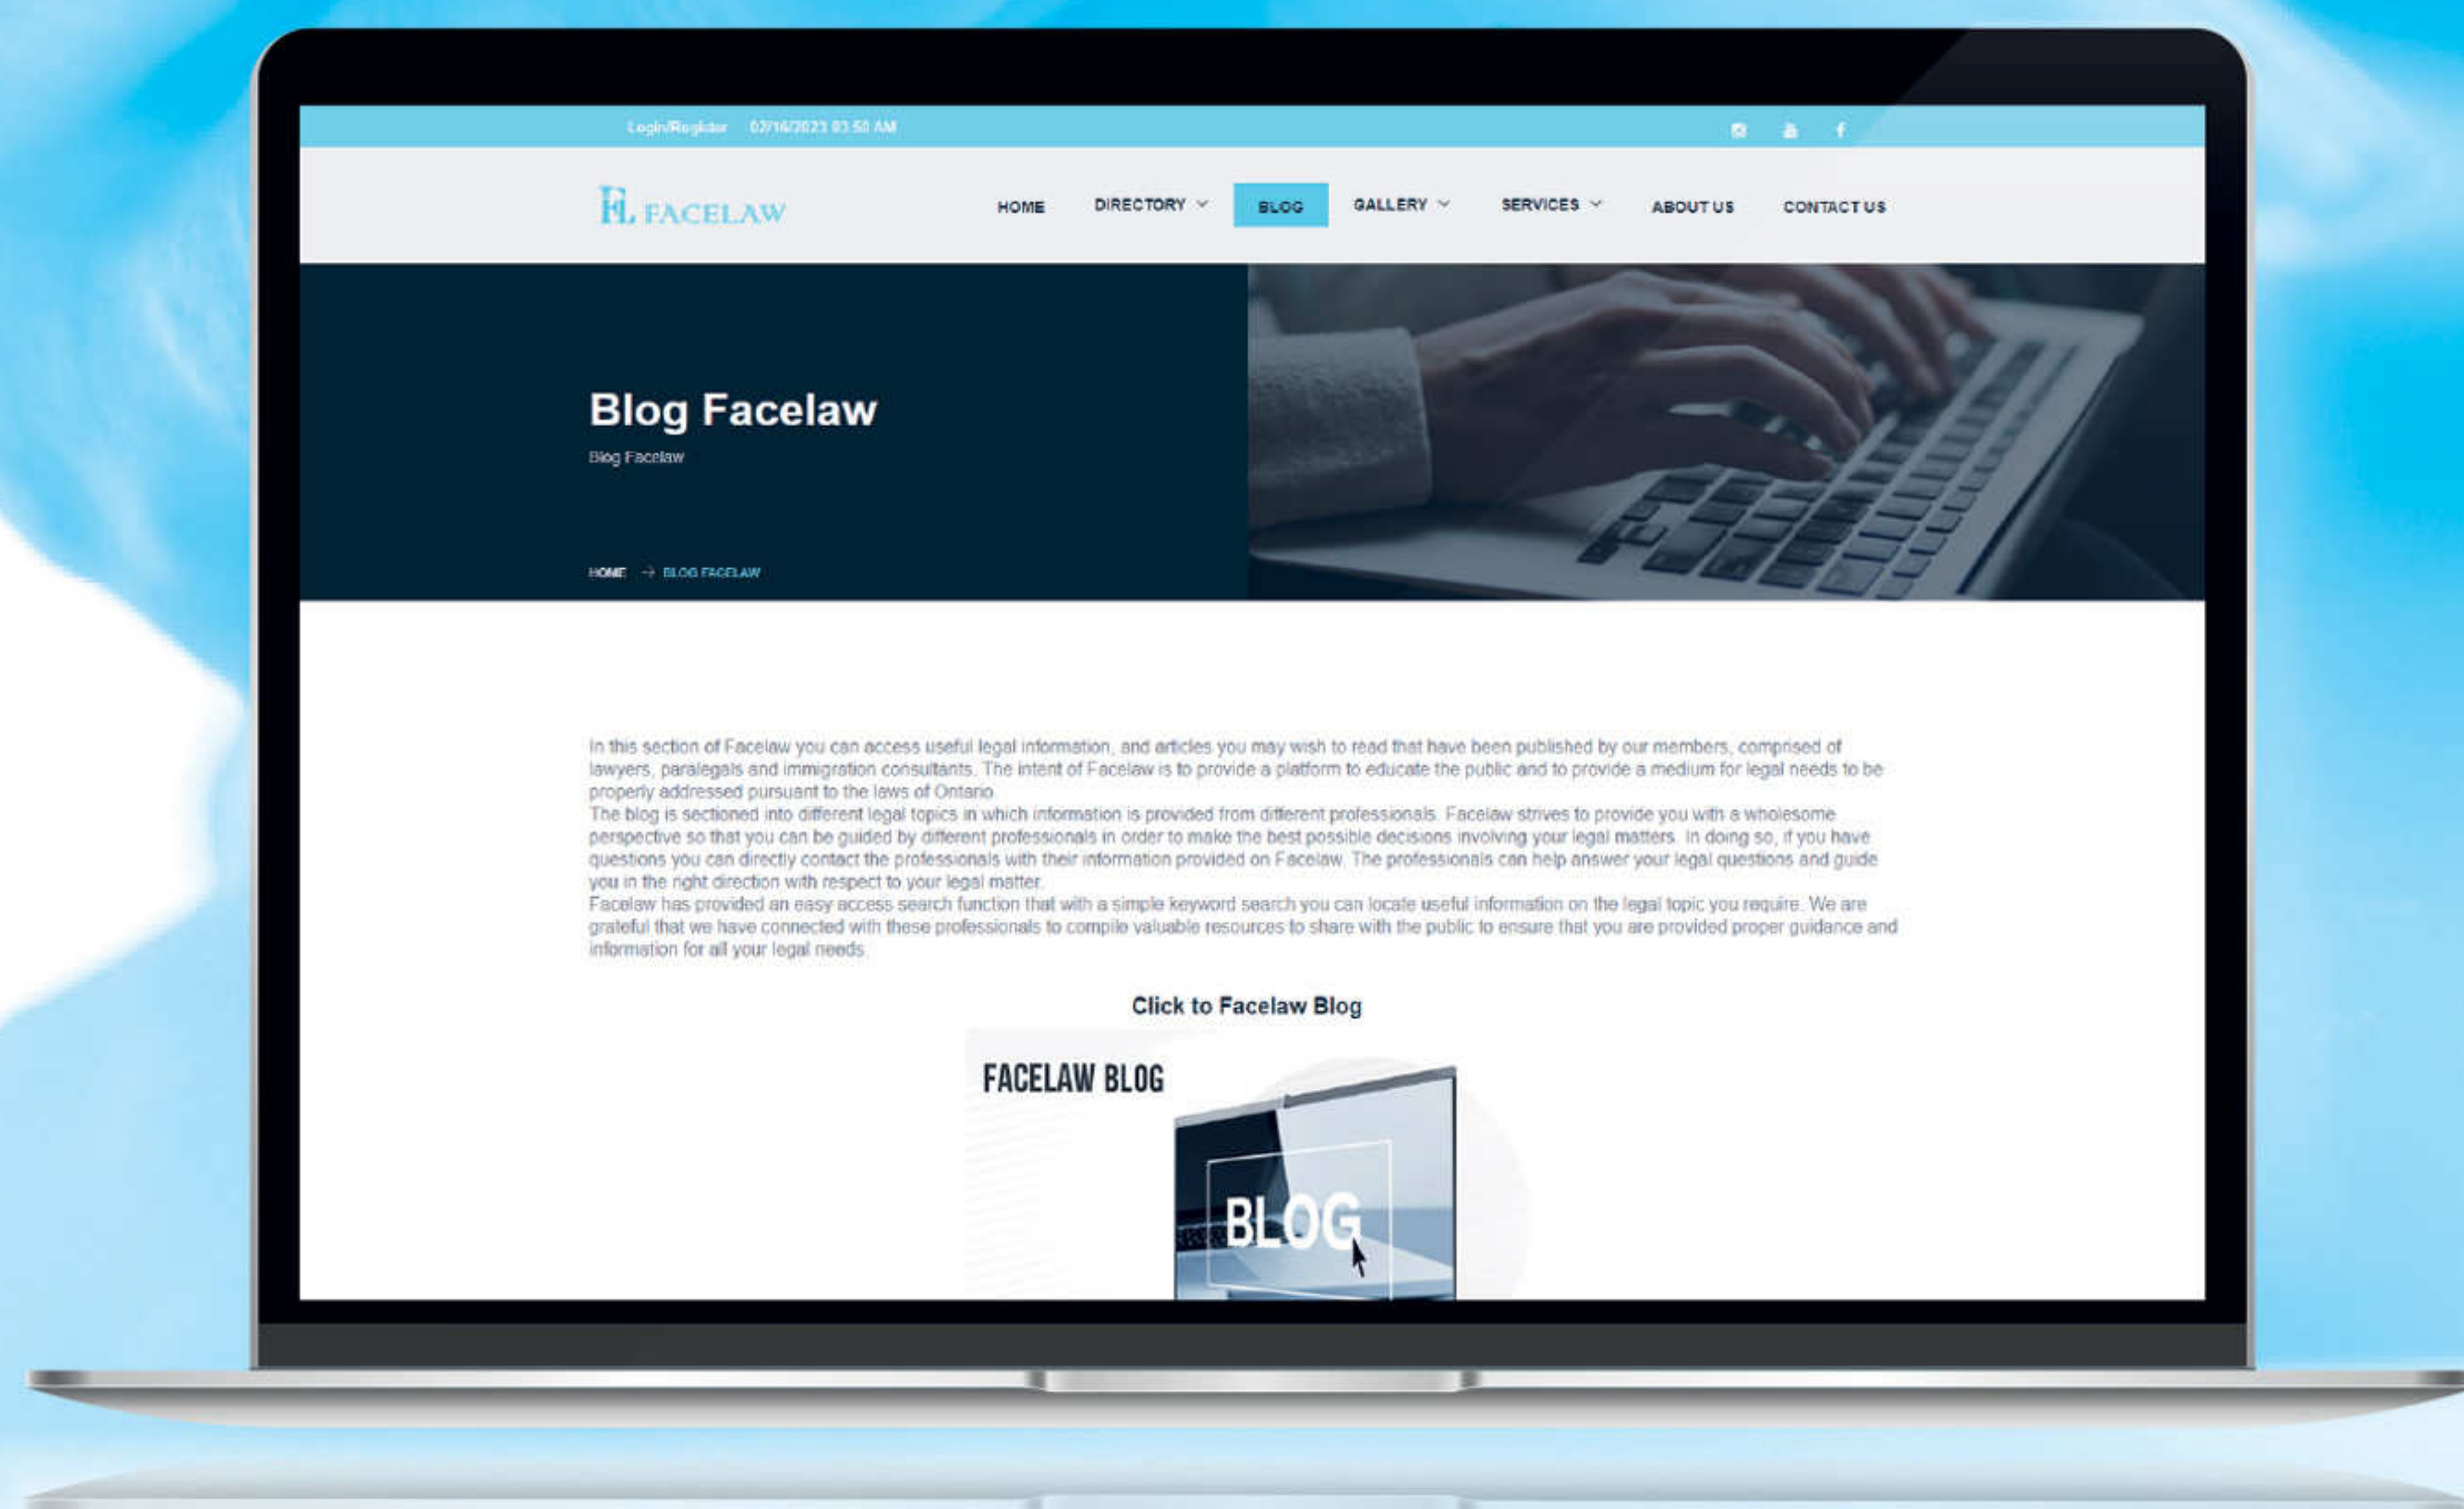 Login/Register 02/16/2023 03:50 AM
FL FACELAW
HOME DIRECTORY BLOG GALLERY SERVICES ABOUT US CONTACT US
Blog Facelaw
Blog Facelaw
HOME → BLOG FACELAW
In this section of Facelaw you can access useful legal information, and articles you may wish to read that have been published by our members, comprised of
lawyers, paralegals and immigration consultants. The intent of Facelaw is to provide a platform to educate the public and to provide a medium for legal needs to be
properly addressed pursuant to the laws of Ontario.
The blog is sectioned into different legal topics in which information is provided from different professionals. Facelaw strives to provide you with a wholesome
perspective so that you can be guided by different professionals in order to make the best possible decisions involving your legal matters. In doing so, if you have
questions you can directly contact the professionals with their information provided on Facelaw. The professionals can help answer your legal questions and guide
you in the right direction with respect to your legal matter.
Facelaw has provided an easy access search function that with a simple keyword search you can locate useful information on the legal topic you require. We are
grateful that we have connected with these professionals to compile valuable resources to share with the public to ensure that you are provided proper guidance and
information for all your legal needs.
Click to Facelaw Blog
FACELAW BLOG
BLOG